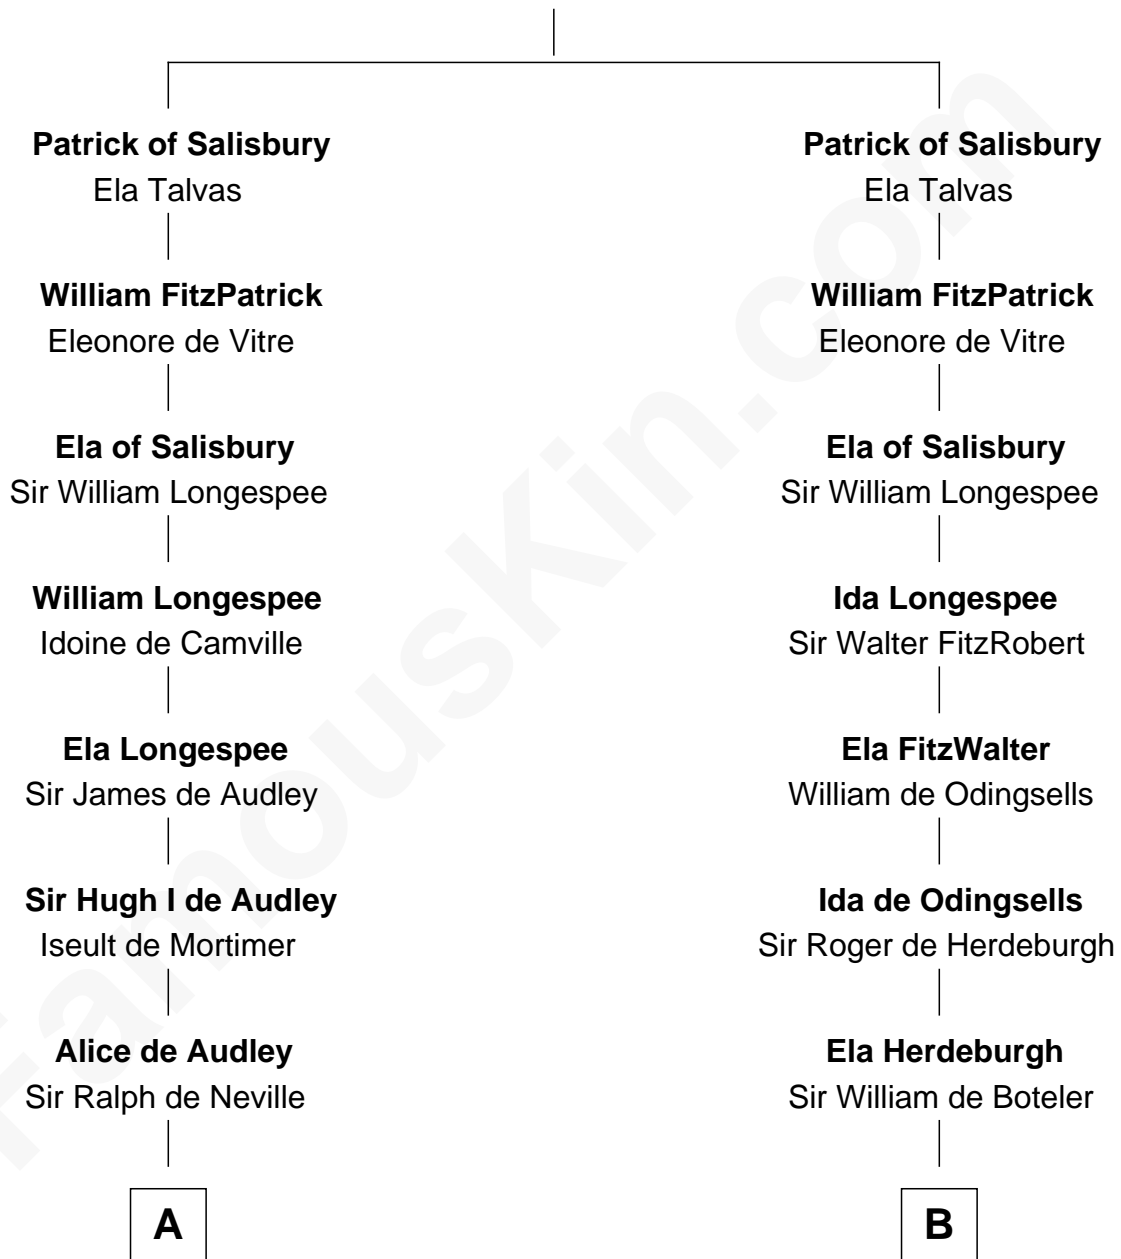 Patrick of Salisbury
Ela Talvas
William FitzPatrick
Eleonore de Vitre
Ela of Salisbury
Sir William Longespee
William Longespee
Idoine de Camville
Ela Longespee
Sir James de Audley
Sir Hugh I de Audley
Iseult de Mortimer
Alice de Audley
Sir Ralph de Neville
A
Patrick of Salisbury
Ela Talvas
William FitzPatrick
Eleonore de Vitre
Ela of Salisbury
Sir William Longespee
Ida Longespee
Sir Walter FitzRobert
Ela FitzWalter
William de Odingsells
Ida de Odingsells
Sir Roger de Herdeburgh
Ela Herdeburgh
Sir William de Boteler
B
FamousKin.com